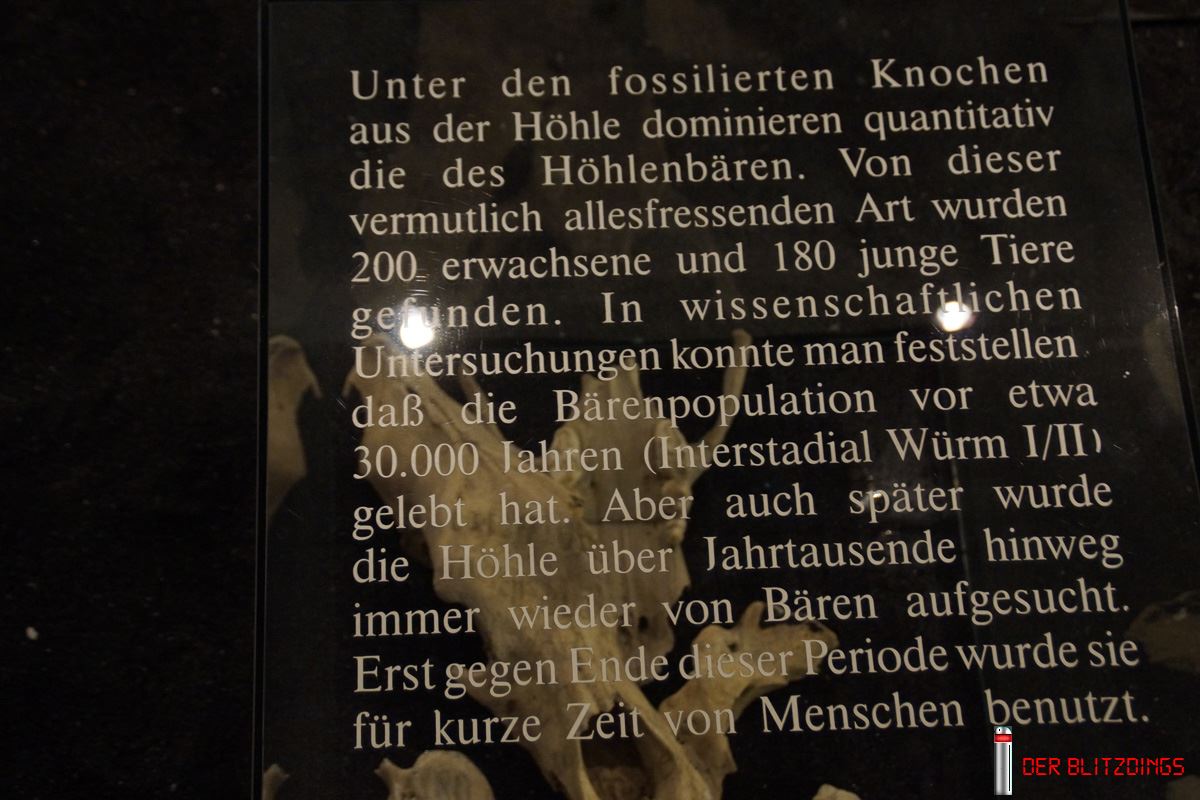 Unter den fossilierten Knochen
aus der Höhle dominieren quantitativ
die des Höhlenbären. Von dieser
vermutlich allesfressenden Art wurden
200 erwachsene und 180 junge Tiere
gefunden. In wissenschaftlichen
Untersuchungen konnte man feststellen
daß die Bärenpopulation vor etwa
30.000 Jahren (Interstadial Würm I/II)
gelebt hat. Aber auch später wurde
die Höhle über Jahrtausende hinweg
immer wieder von Bären aufgesucht.
Erst gegen Ende dieser Periode wurde sie
für kurze Zeit von Menschen benutzt.
DER BLITZDINGS